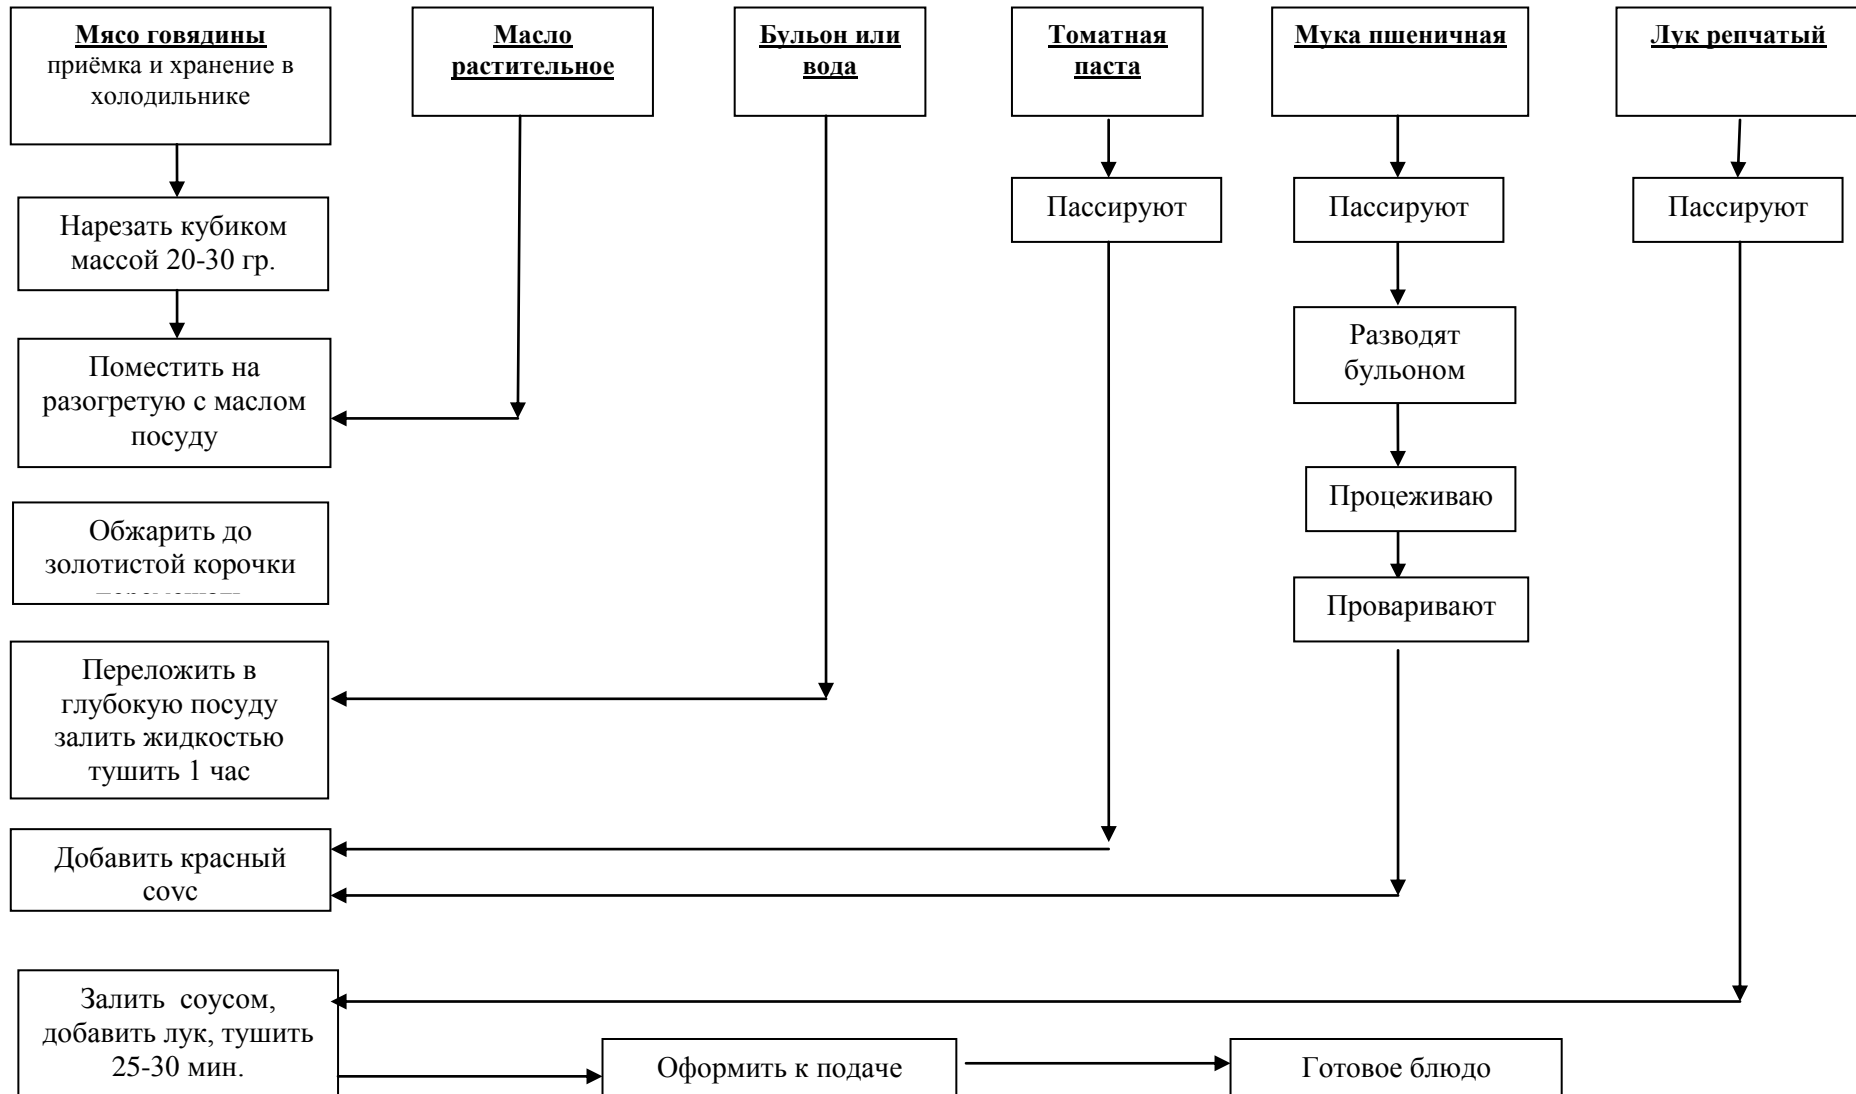 Мясо говядины
приёмка и хранение в
холодильнике
Масло
растительное
Бульон или
вода
Томатная
паста
Мука пшеничная
Лук репчатый
Нарезать кубиком
массой 20-30 гр.
Пассируют
Пассируют
Пассируют
Поместить на
разогретую с маслом
посуду
Разводят
бульоном
Обжарить до
золотистой корочки
Процеживаю
Проваривают
Переложить в
глубокую посуду
залить жидкостью
тушить 1 час
Добавить красный
соус
Залить соусом,
добавить лук, тушить
25-30 мин.
Оформить к подаче
Готовое блюдо